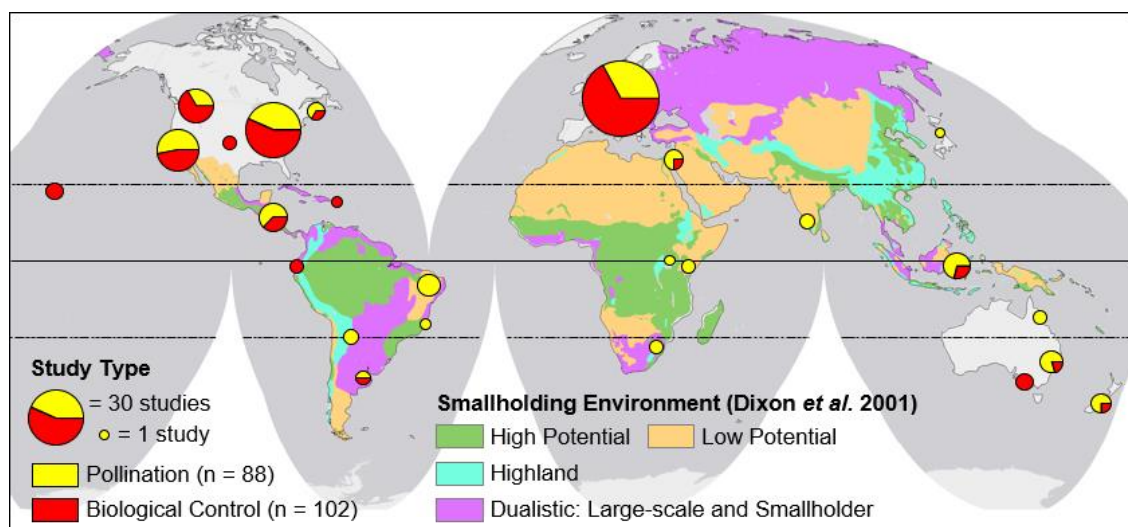 Study Type
= 30 studies
= 1 study
Pollination (n = 88)
Biological Control (n = 102)
Smallholding Environment (Dixon et al. 2001)
High Potential
Low Potential
Highland
Dualistic: Large-scale and Smallholder